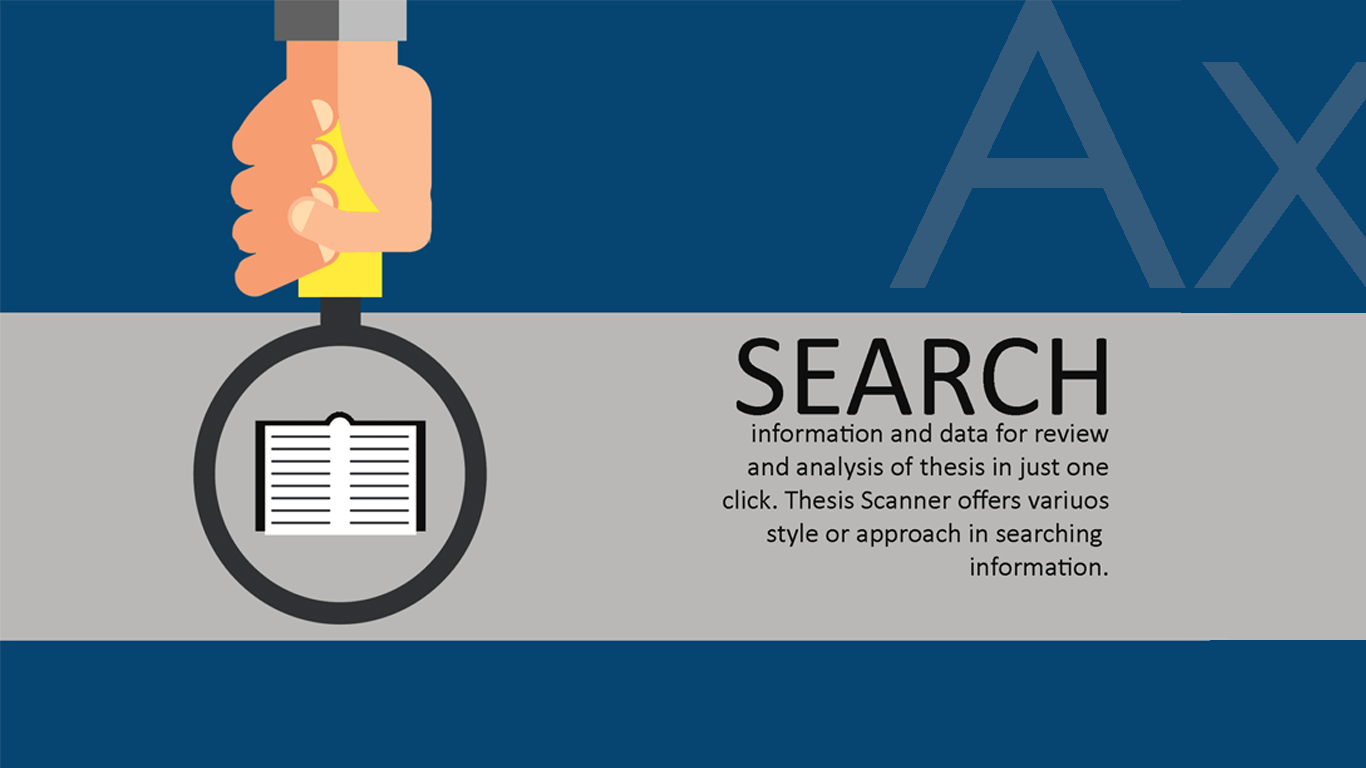 Ax
SEARCH
information and data for review
and analysis of thesis in just one
click. Thesis Scanner offers variuos
style or approach in searching
information.